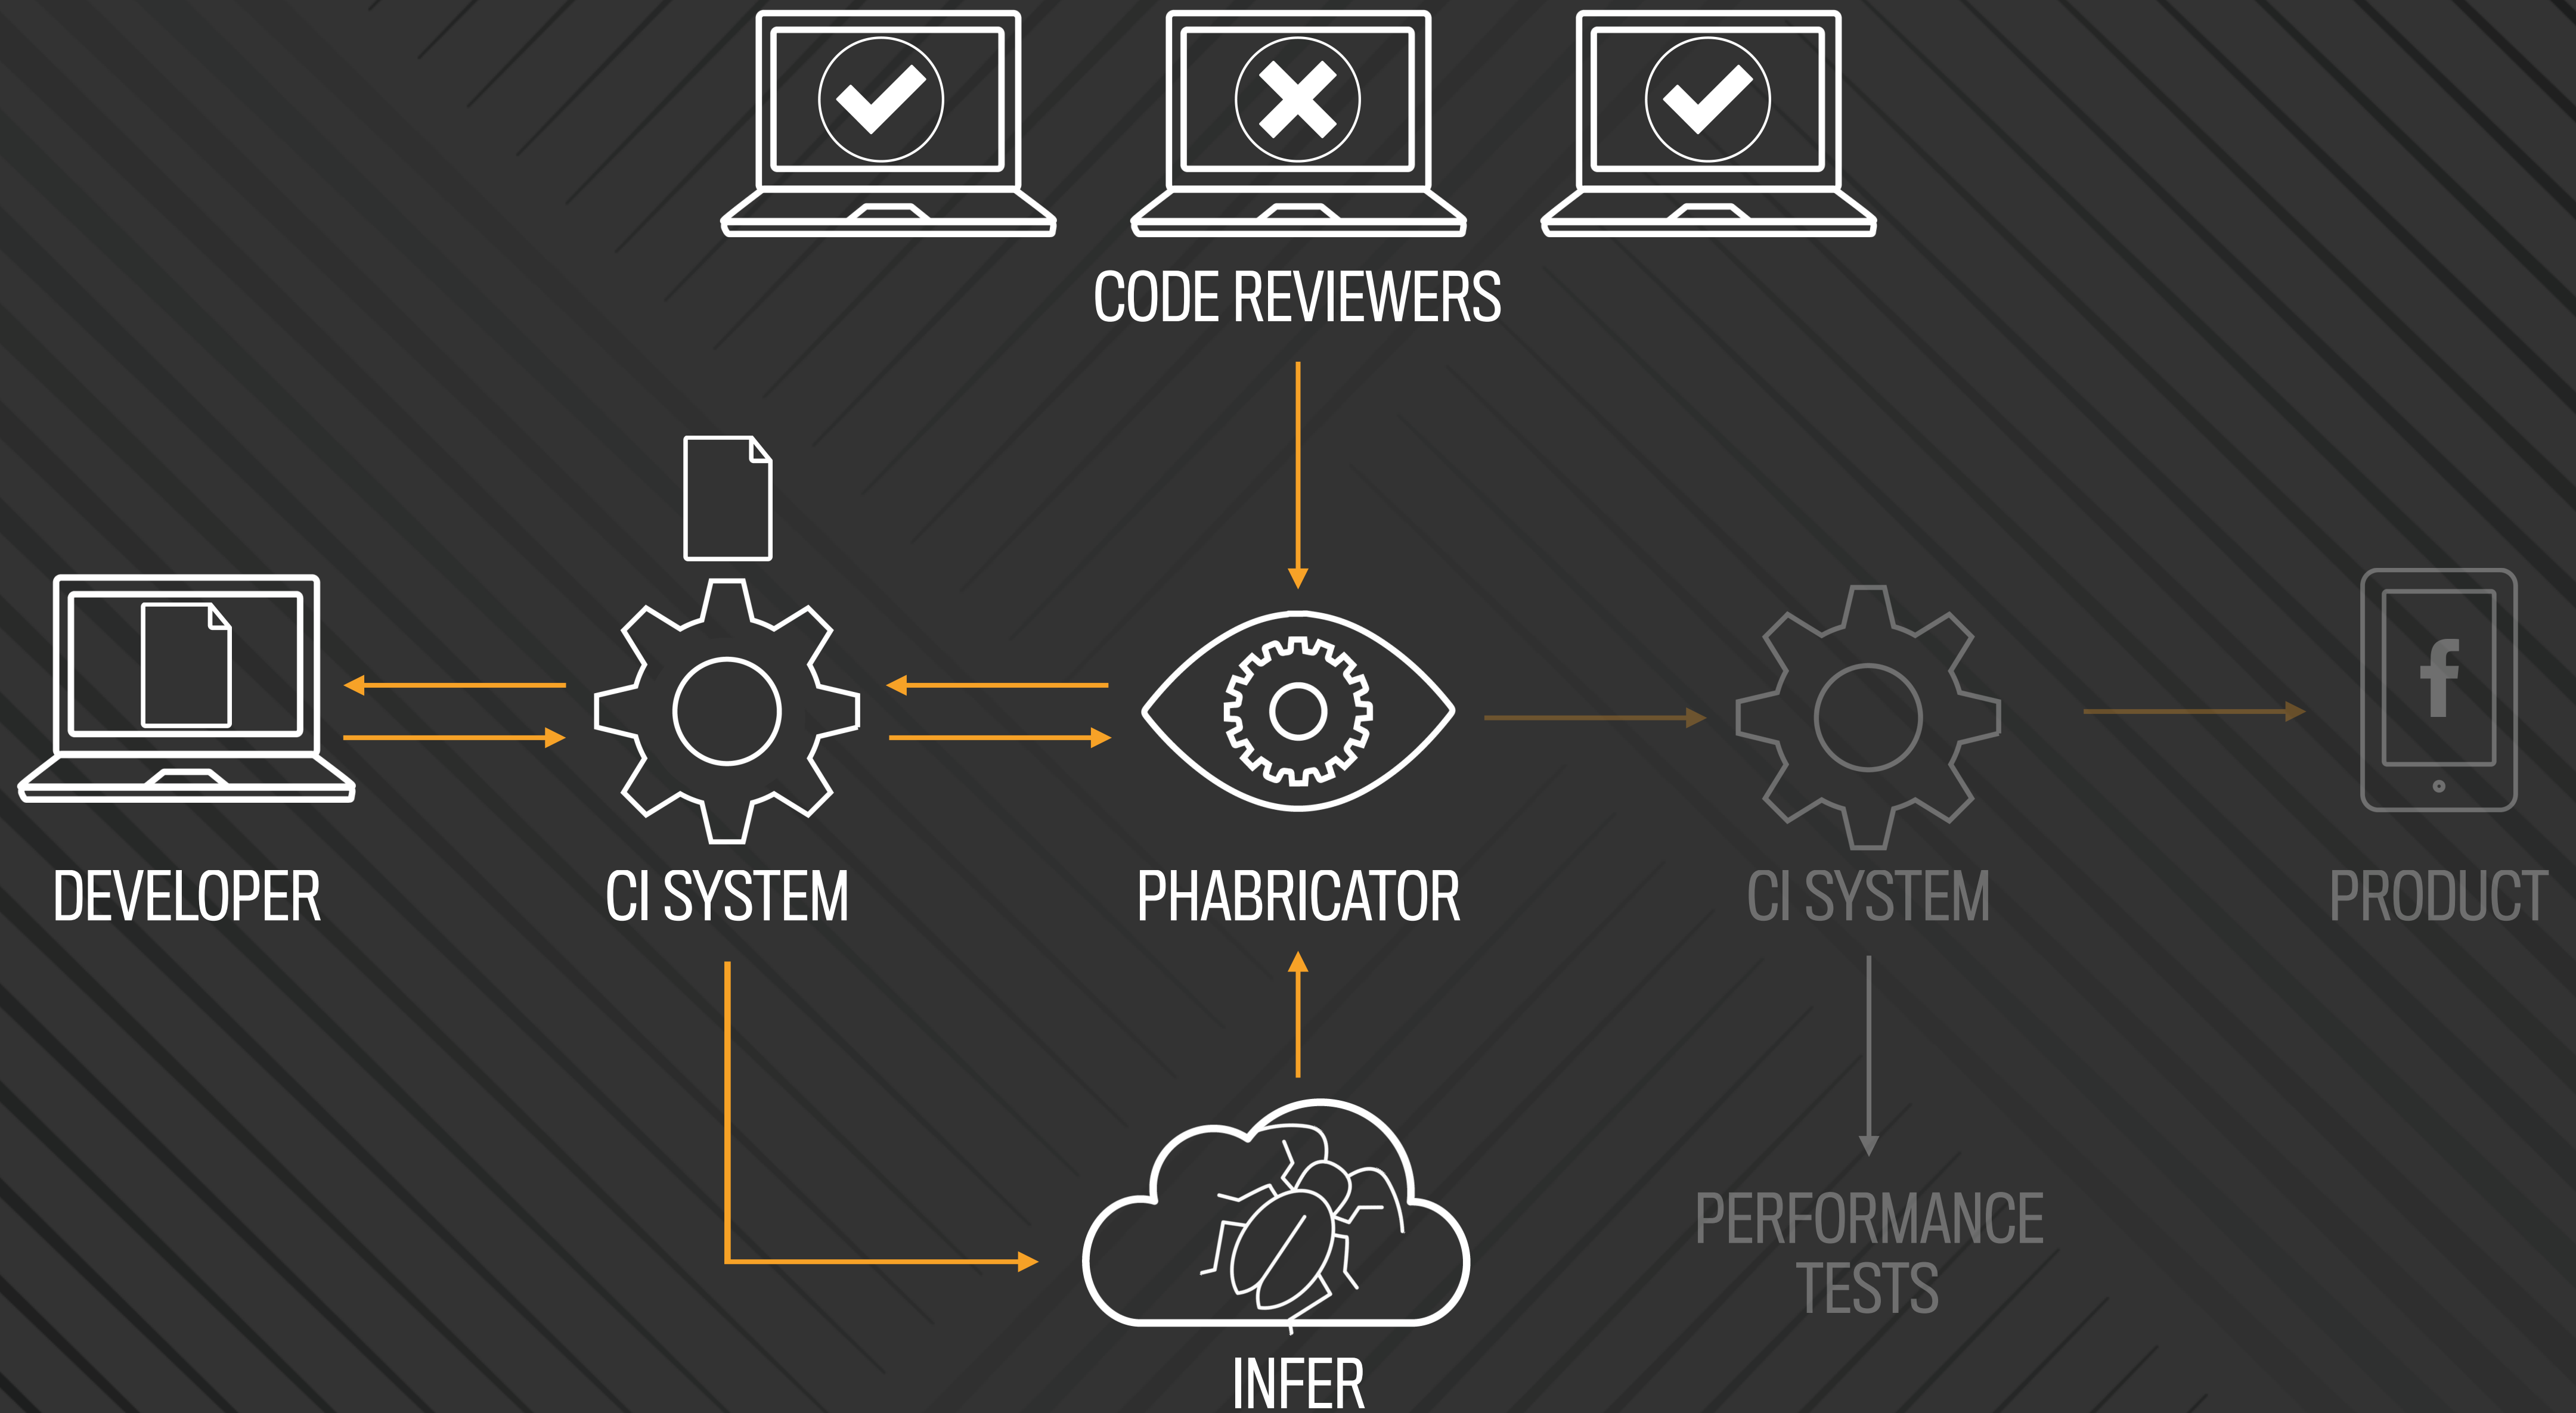 CODE REVIEWERS
DEVELOPER
CI SYSTEM
PHABRICATOR
CI SYSTEM
PRODUCT
f
PERFORMANCE
TESTS
INFER